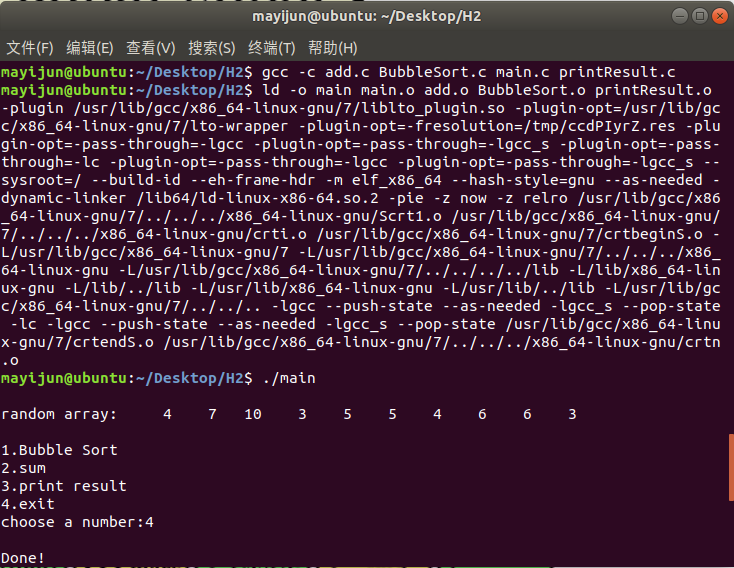 mayijun@ubuntu: ~/Desktop/H2
文件(F) 编辑(E) 查看(V) 搜索(S) 终端(T) 帮助(H)
mayijun@ubuntu:~/Desktop/H2$ gcc -c add.c BubbleSort.c main.c printResult.c
mayijun@ubuntu:~/Desktop/H2$ ld -o main main.o add.o BubbleSort.o printResult.o
-plugin /usr/lib/gcc/x86_64-linux-gnu/7/liblto_plugin.so -plugin-opt=/usr/lib/gc
c/x86_64-linux-gnu/7/lto-wrapper -plugin-opt=-fresolution=/tmp/ccdPIyrZ.res -plu
gin-opt=-pass-through=-lgcc -plugin-opt=-pass-through=-lgcc_s -plugin-opt=-pass-
through=-lc -plugin-opt=-pass-through=-lgcc -plugin-opt=-pass-through=-lgcc_s --
sysroot=/ --build-id --eh-frame-hdr -m elf_x86_64 --hash-style=gnu --as-needed -
dynamic-linker /lib64/ld-linux-x86-64.so.2 -pie -z now -z relro /usr/lib/gcc/x86
_64-linux-gnu/7/../../../x86_64-linux-gnu/Scrt1.o /usr/lib/gcc/x86_64-linux-gnu/
7/../../../x86_64-linux-gnu/crti.o /usr/lib/gcc/x86_64-linux-gnu/7/crtbeginS.o -
L/usr/lib/gcc/x86_64-linux-gnu/7 -L/usr/lib/gcc/x86_64-linux-gnu/7/../../../x86_
64-linux-gnu -L/usr/lib/gcc/x86_64-linux-gnu/7/../../../../lib -L/lib/x86_64-lin
ux-gnu -L/lib/../lib -L/usr/lib/x86_64-linux-gnu -L/usr/lib/../lib -L/usr/lib/gc
c/x86_64-linux-gnu/7/../../.. -lgcc --push-state --as-needed -lgcc_s --pop-state
-lc -lgcc --push-state --as-needed -lgcc_s --pop-state /usr/lib/gcc/x86_64-linu
x-gnu/7/crtendS.o /usr/lib/gcc/x86_64-linux-gnu/7/../../../x86_64-linux-gnu/crtn
.o
mayijun@ubuntu:~/Desktop/H2$ ./main
random array: 4 7 10 3 5 5 4 6 6 3
1.Bubble Sort
2.sum
3.print result
4.exit
choose a number:4
Done!